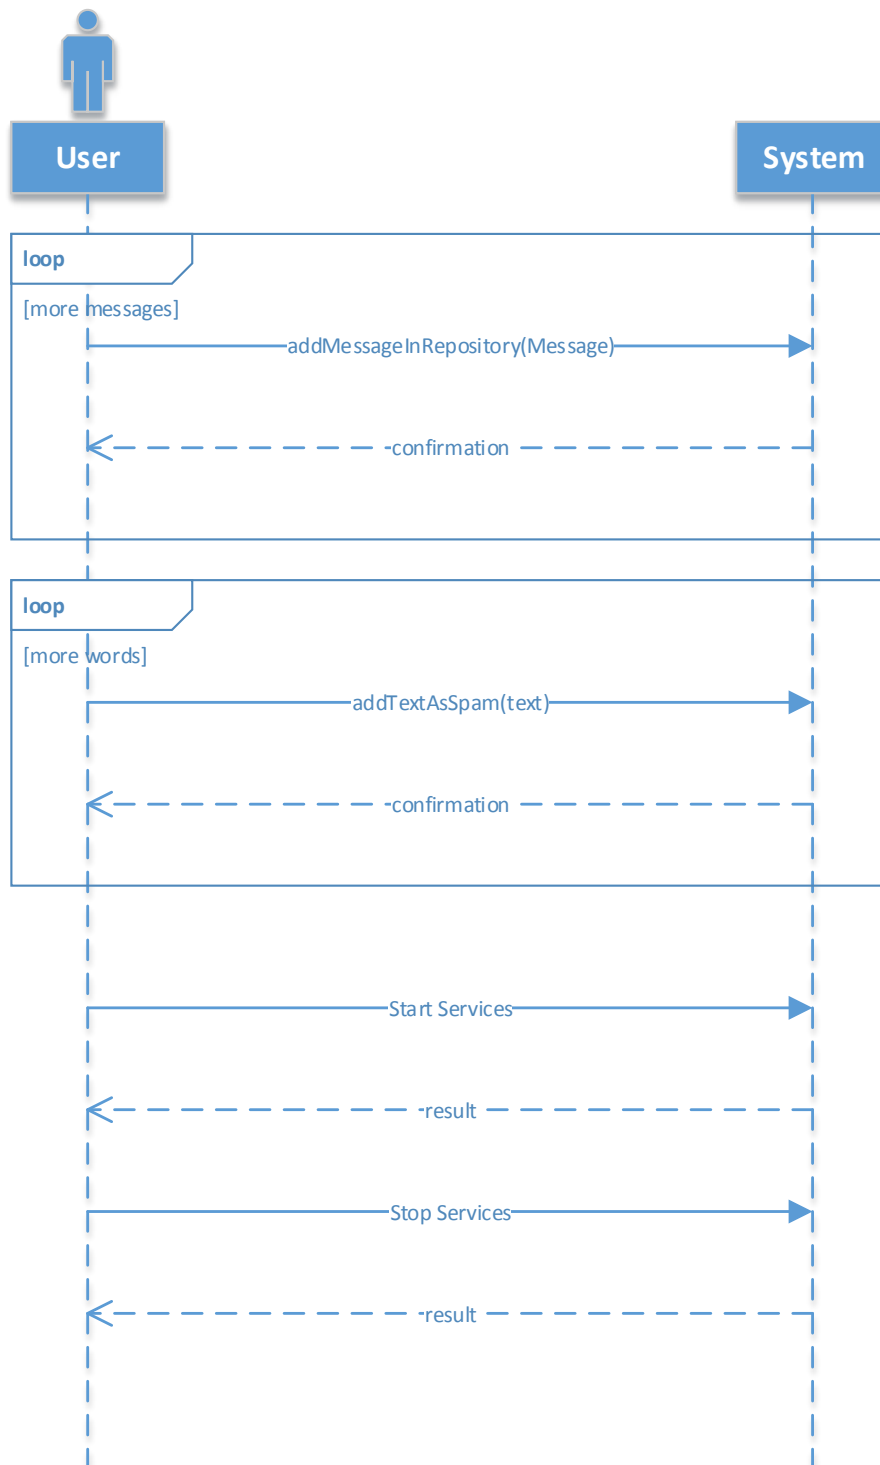 User
System
loop
[more messages]
addMessageInRepository(Message)
confirmation
loop
[more words]
addTextAsSpam(text)
confirmation
Start Services
result
Stop Services
result